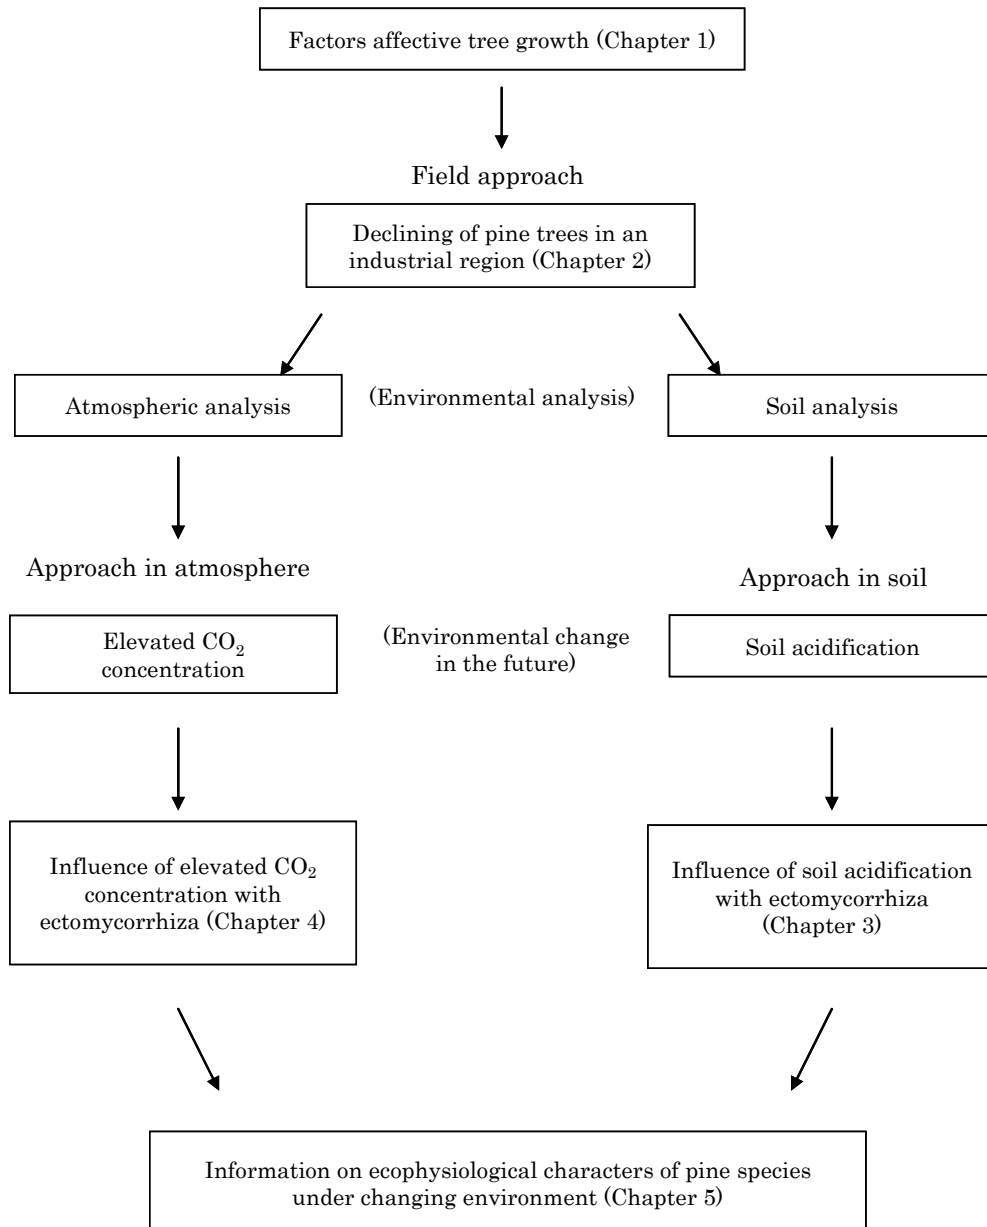 Factors affective tree growth (Chapter 1)
Field approach
Declining of pine trees in an
industrial region (Chapter 2)
Atmospheric analysis
(Environmental analysis)
Soil analysis
Approach in atmosphere
Approach in soil
Elevated CO₂
concentration
(Environmental change
in the future)
Soil acidification
Influence of elevated CO₂
concentration with
ectomycorrhiza (Chapter 4)
Influence of soil acidification
with ectomycorrhiza
(Chapter 3)
Information on ecophysiological characters of pine species
under changing environment (Chapter 5)